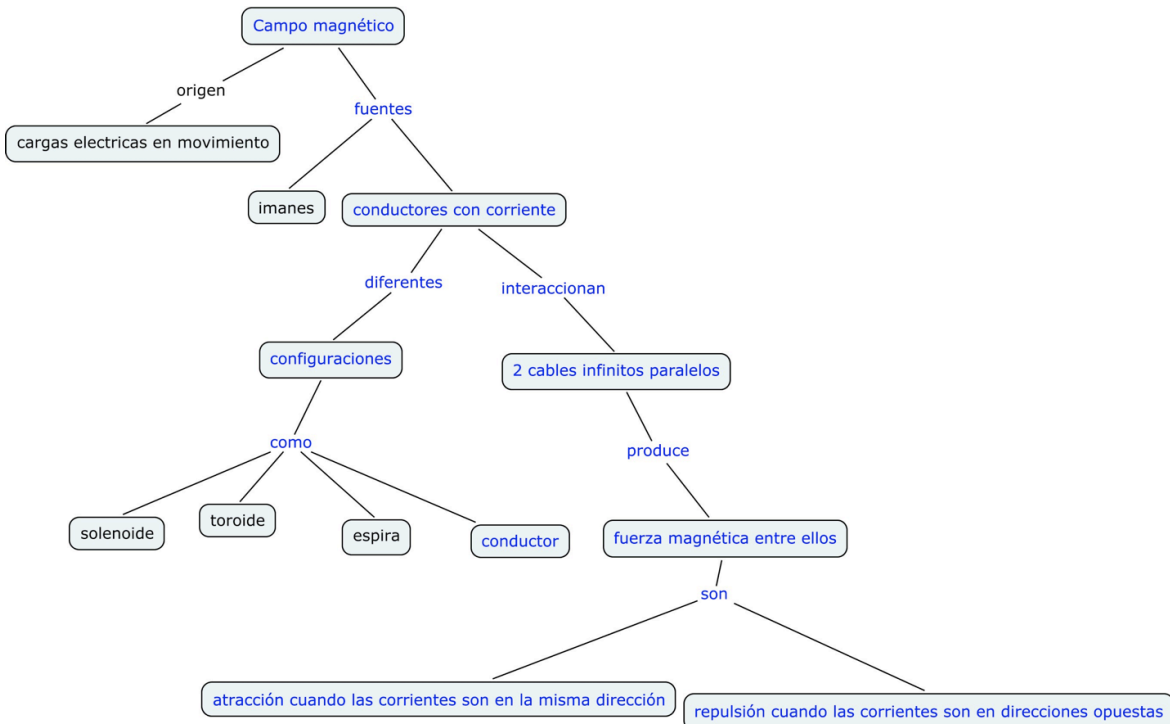 Campo magnético
origen
fuentes
cargas electricas en movimiento
imanes
conductores con corriente
diferentes
interaccionan
configuraciones
2 cables infinitos paralelos
como
produce
solenoide
toroide
espira
conductor
fuerza magnética entre ellos
son
atracción cuando las corrientes son en la misma dirección
repulsión cuando las corrientes son en direcciones opuestas